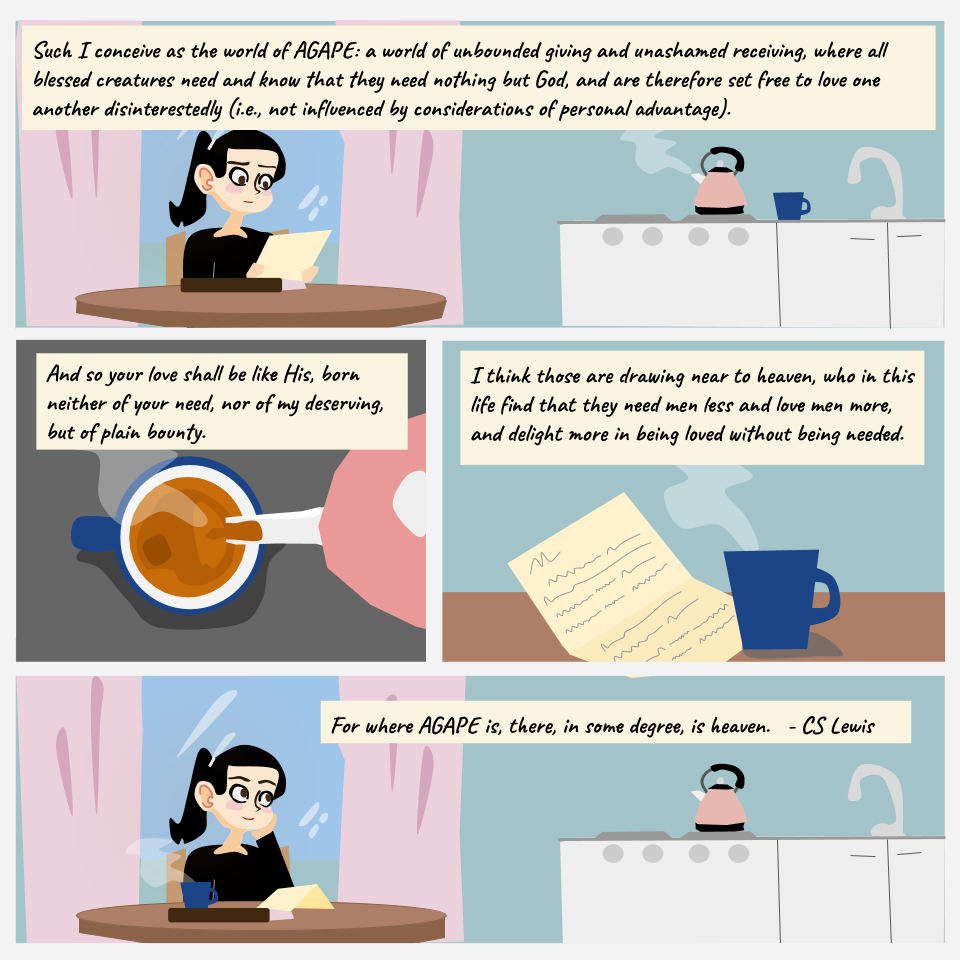 Such I conceive as the world of AGAPE: a world of unbounded giving and unashamed receiving, where all
blessed creatures need and know that they need nothing but God, and are therefore set free to love one
another disinterestedly (i.e., not influenced by considerations of personal advantage).
And so your love shall be like His, born
neither of your need, nor of my deserving,
but of plain bounty.
I think those are drawing near to heaven, who in this
life find that they need men less and love men more,
and delight more in being loved without being needed.
For where AGAPE is, there, in some degree, is heaven. - CS Lewis